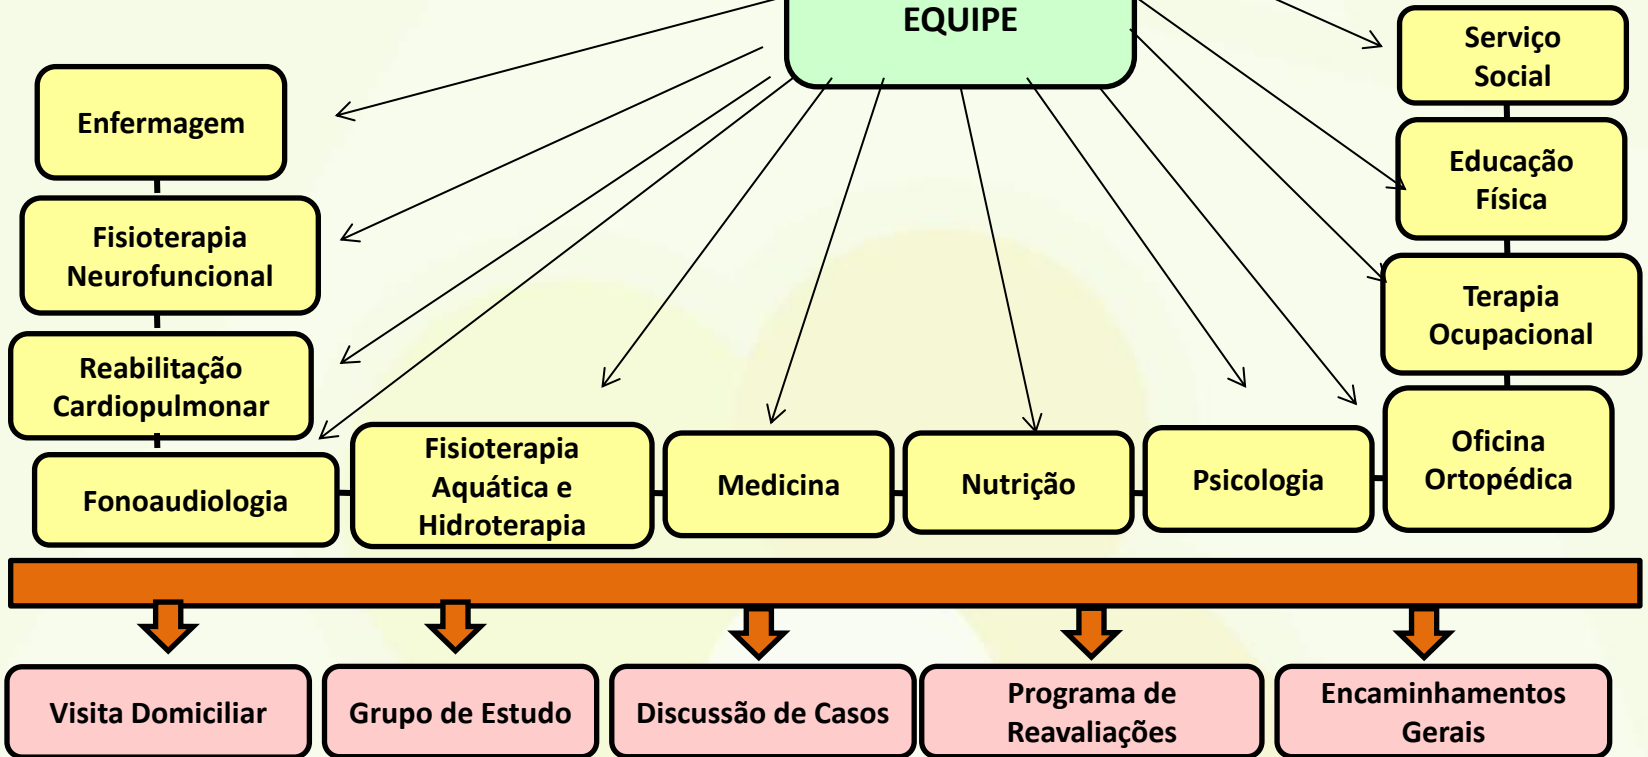 EQUIPE
Serviço
Social
Enfermagem
Educação
Física
Fisioterapia
Neurofuncional
Terapia
Ocupacional
Reabilitação
Cardiopulmonar
Fonoaudiologia
Fisioterapia
Aquática e
Hidroterapia
Medicina
Nutrição
Psicologia
Oficina
Ortopédica
Visita Domiciliar
Grupo de Estudo
Discussão de Casos
Programa de
Reavaliações
Encaminhamentos
Gerais